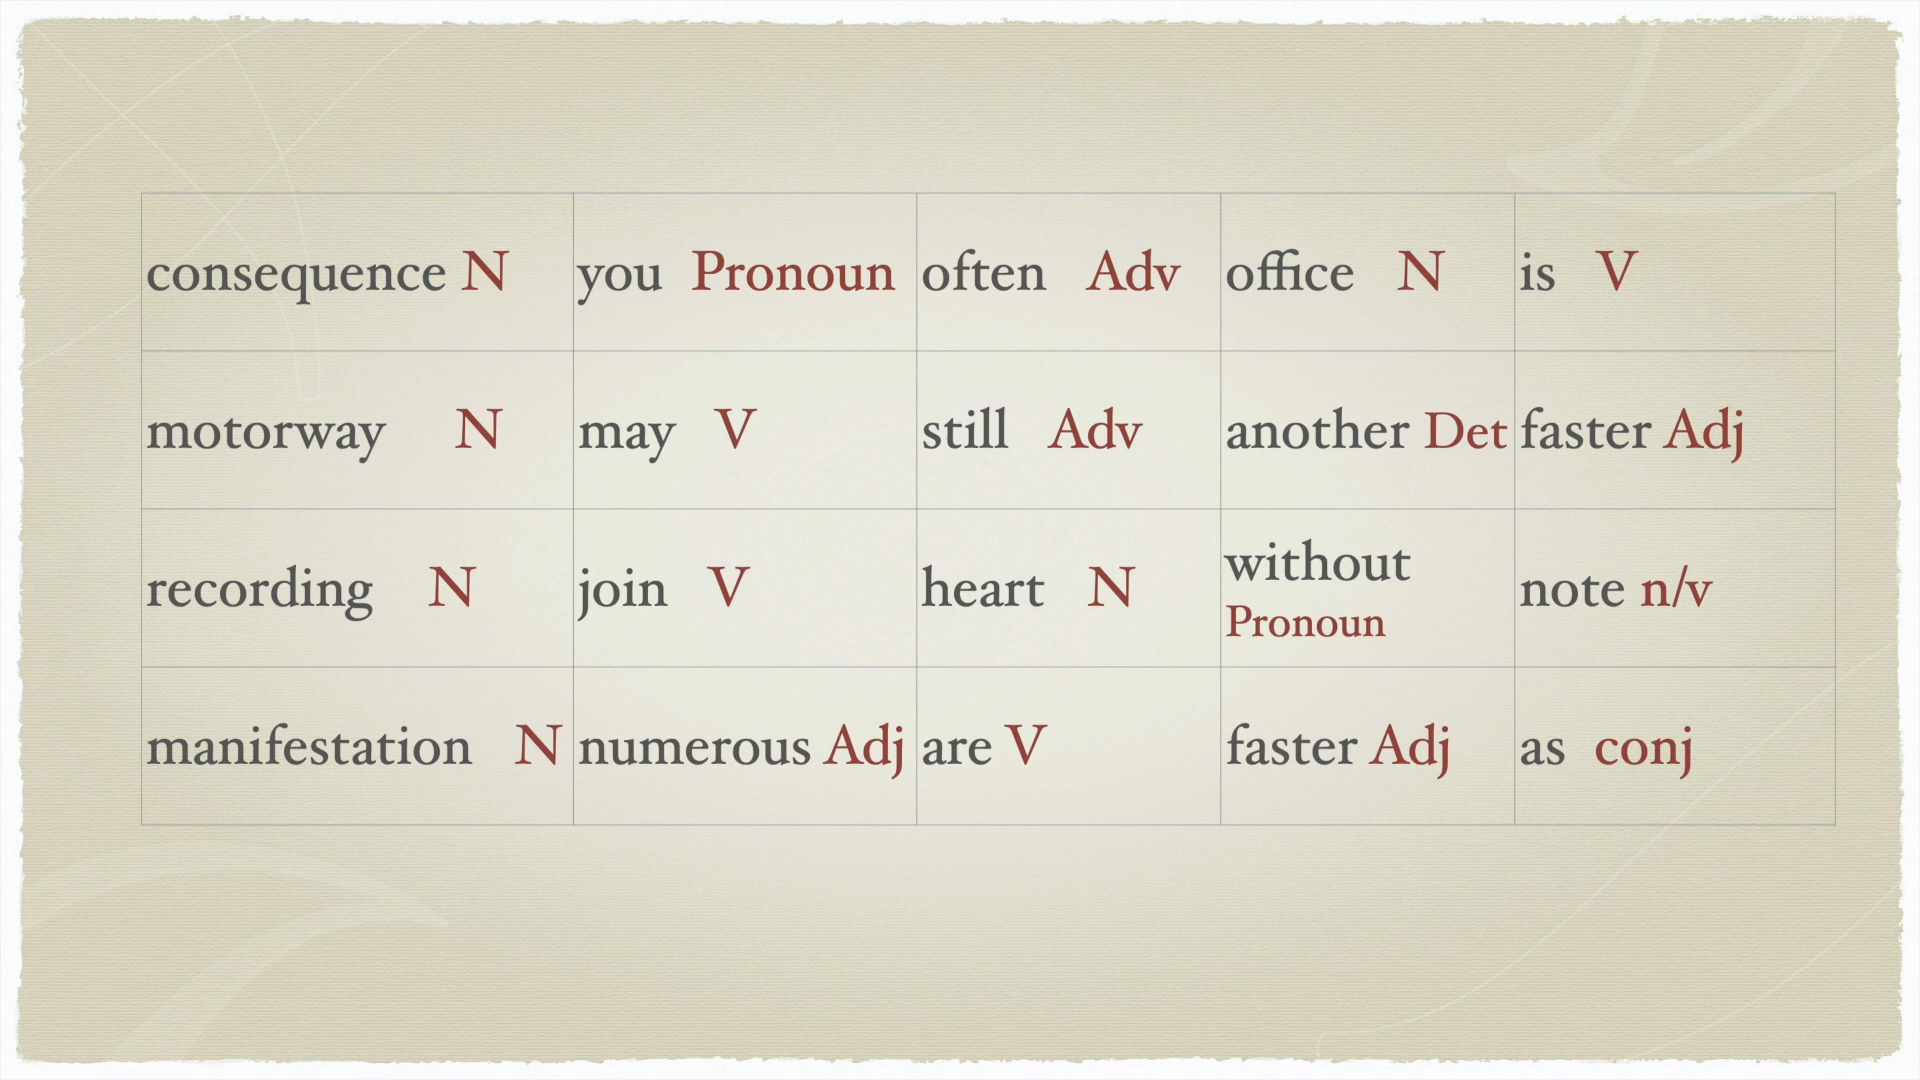 consequence N you Pronoun often Adv office N is V
motorway N may V still Adv another Det faster Adj
recording N join V heart N without Pronoun note n/v
manifestation N numerous Adj are V faster Adj as conj